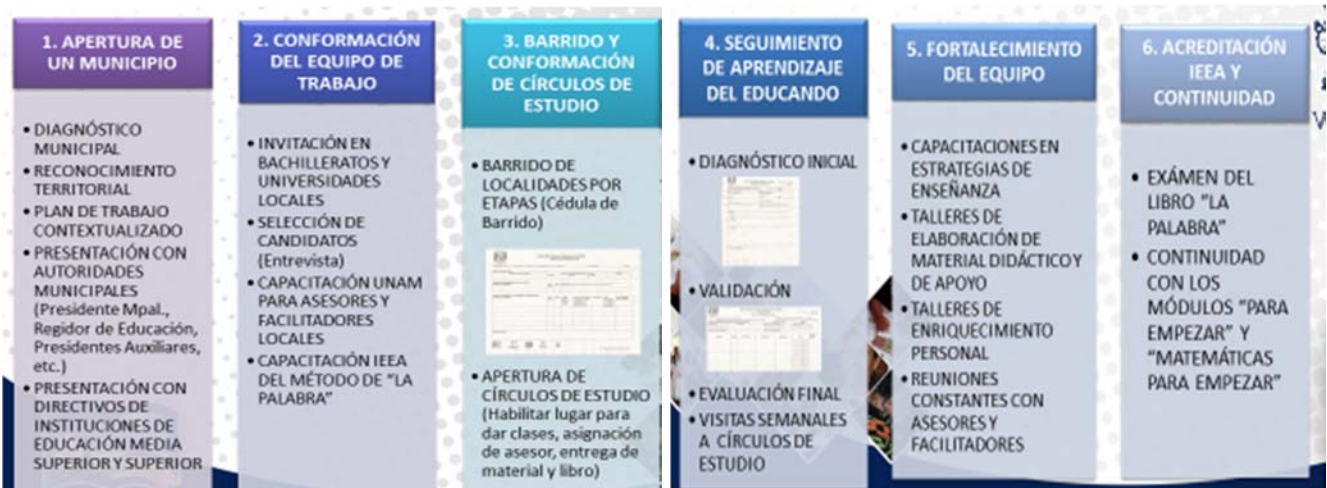 1. APERTURA DE
UN MUNICIPIO
• DIAGNÓSTICO
MUNICIPAL
• RECONOCIMIENTO
TERRITORIAL
• PLAN DE TRABAJO
CONTEXTUALIZADO
• PRESENTACIÓN CON
AUTORIDADES
MUNICIPALES
(Presidente Mpal.,
Regidor de Educación,
Presidentes Auxiliares,
etc.)
• PRESENTACIÓN CON
DIRECTIVOS DE
INSTITUCIONES DE
EDUCACIÓN MEDIA
SUPERIOR Y SUPERIOR
2. CONFORMACIÓN
DEL EQUIPO DE
TRABAJO
• INVITACIÓN EN
BACHILLERATOS Y
UNIVERSIDADES
LOCALES
• SELECCIÓN DE
CANDIDATOS
(Entrevista)
• CAPACITACIÓN UNAM
PARA ASESORES Y
FACILITADORES
LOCALES
• CAPACITACIÓN IEEA
DEL MÉTODO DE "LA
PALABRA"
3. BARRIDO Y
CONFORMACIÓN
DE CÍRCULOS DE
ESTUDIO
• BARRIDO DE
LOCALIDADES POR
ETAPAS (Cédula de
Barrido)
• APERTURA DE
CÍRCULOS DE ESTUDIO
(Habilitar lugar para
dar clases, asignación
de asesor, entrega de
material y libro)
4. SEGUIMIENTO
DE APRENDIZAJE
DEL EDUCANDO
• DIAGNÓSTICO INICIAL
• VALIDACIÓN
• EVALUACIÓN FINAL
• VISITAS SEMANALES
A CÍRCULOS DE
ESTUDIO
5. FORTALECIMIENTO
DEL EQUIPO
• CAPACITACIONES EN
ESTRATEGIAS DE
ENSEÑANZA
• TALLERES DE
ELABORACIÓN DE
MATERIAL DIDÁCTICO Y
DE APOYO
• TALLERES DE
ENRIQUECIMIENTO
PERSONAL
• REUNIONES
CONSTANTES CON
ASESORES Y
FACILITADORES
6. ACREDITACIÓN
IEEA Y
CONTINUIDAD
• EXÁMEN DEL
LIBRO "LA
PALABRA"
• CONTINUIDAD
CON LOS
MÓDULOS "PARA
EMPEZAR" Y
"MATEMÁTICAS
PARA EMPEZAR"